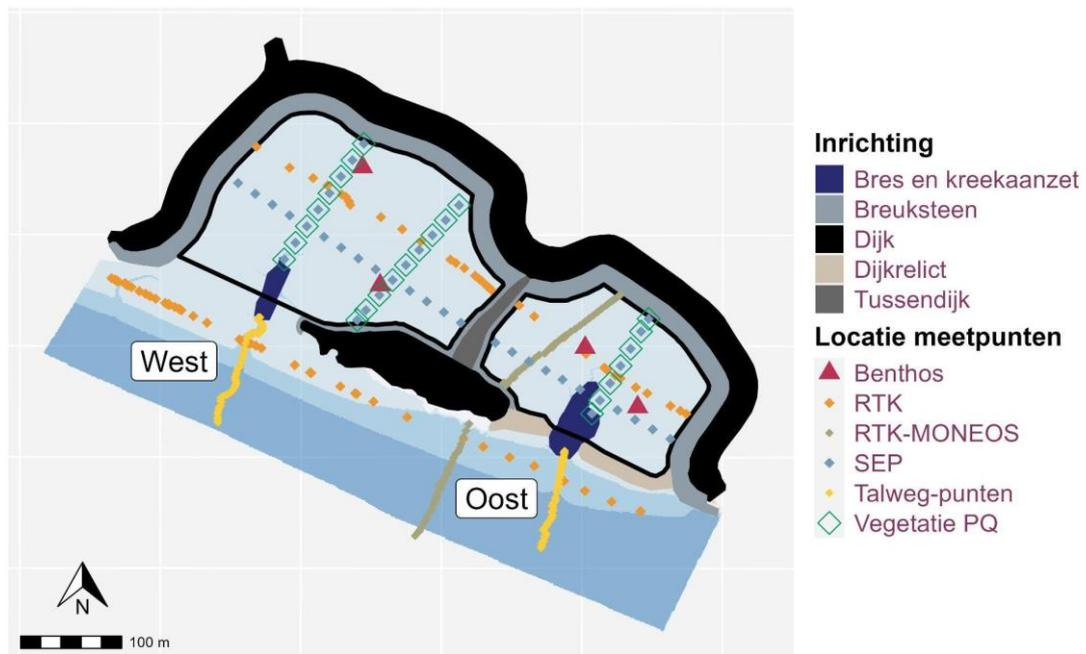 West
Oost
N
100 m
Inrichting
Bres en kreekaanzet
Breuksteen
Dijk
Dijkrelict
Tussendijk
Locatie meetpunten
Benthos
RTK
RTK-MONEOS
SEP
Talweg-punten
Vegetatie PQ